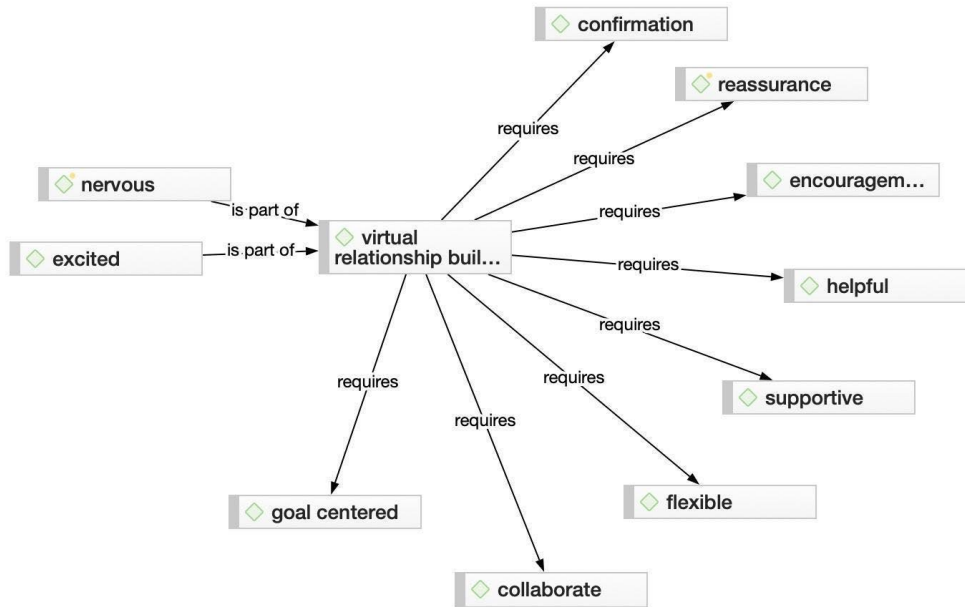 confirmation
reassurance
requires
requires
nervous
encouragem...
is part of
requires
virtual
relationship buil...
excited
is part of
requires
helpful
requires
requires
requires
supportive
requires
goal centered
flexible
collaborate